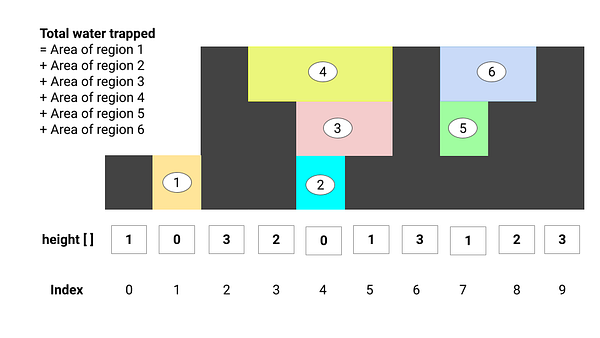 Total water trapped
= Area of region 1
+ Area of region 2
+ Area of region 3
+ Area of region 4
+ Area of region 5
+ Area of region 6
4
6
3
5
1
2
height [ ] 1 0 3 2 0 1 3 1 2 3
Index 0 1 2 3 4 5 6 7 8 9